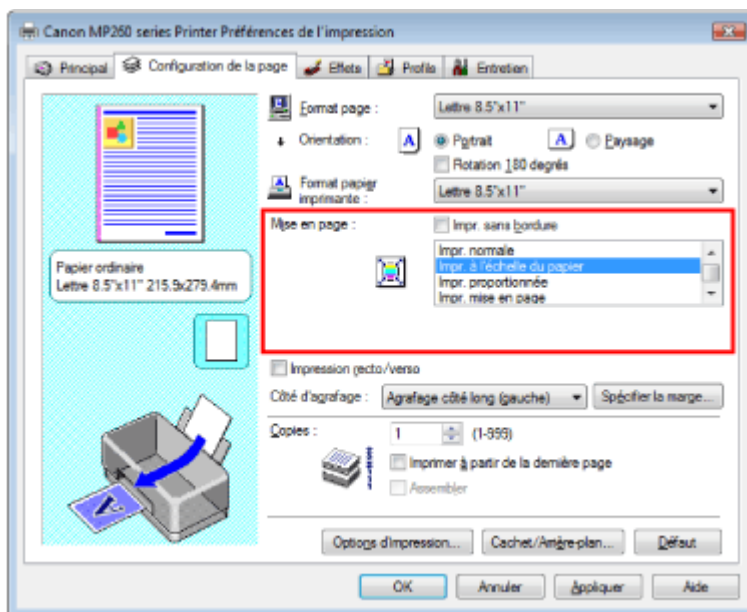 Canon MP260 series Printer Préférences de l'impression
Principal Configuration de la page Effets Profils Entretien
Format page : Lettre 8.5"x11"
Orientation : A Portrait A Paysage
Rotation 180 degrés
Format papier imprimante : Lettre 8.5"x11"
Mise en page : Impr. sans bordure
Impr. normale
Impr. à l'échelle du papier
Impr. proportionnée
Impr. mise en page
Papier ordinaire
Lettre 8.5"x11" 215.9x279.4mm
Impression recto/verso
Côté d'agrafage : Agrafage côté long (gauche) Spécifier la marge...
Copies : 1 (1-999)
Imprimer à partir de la dernière page
Assembler
Options d'impression... Cachet/Arrière-plan... Défaut
OK Annuler Appliquer Aide